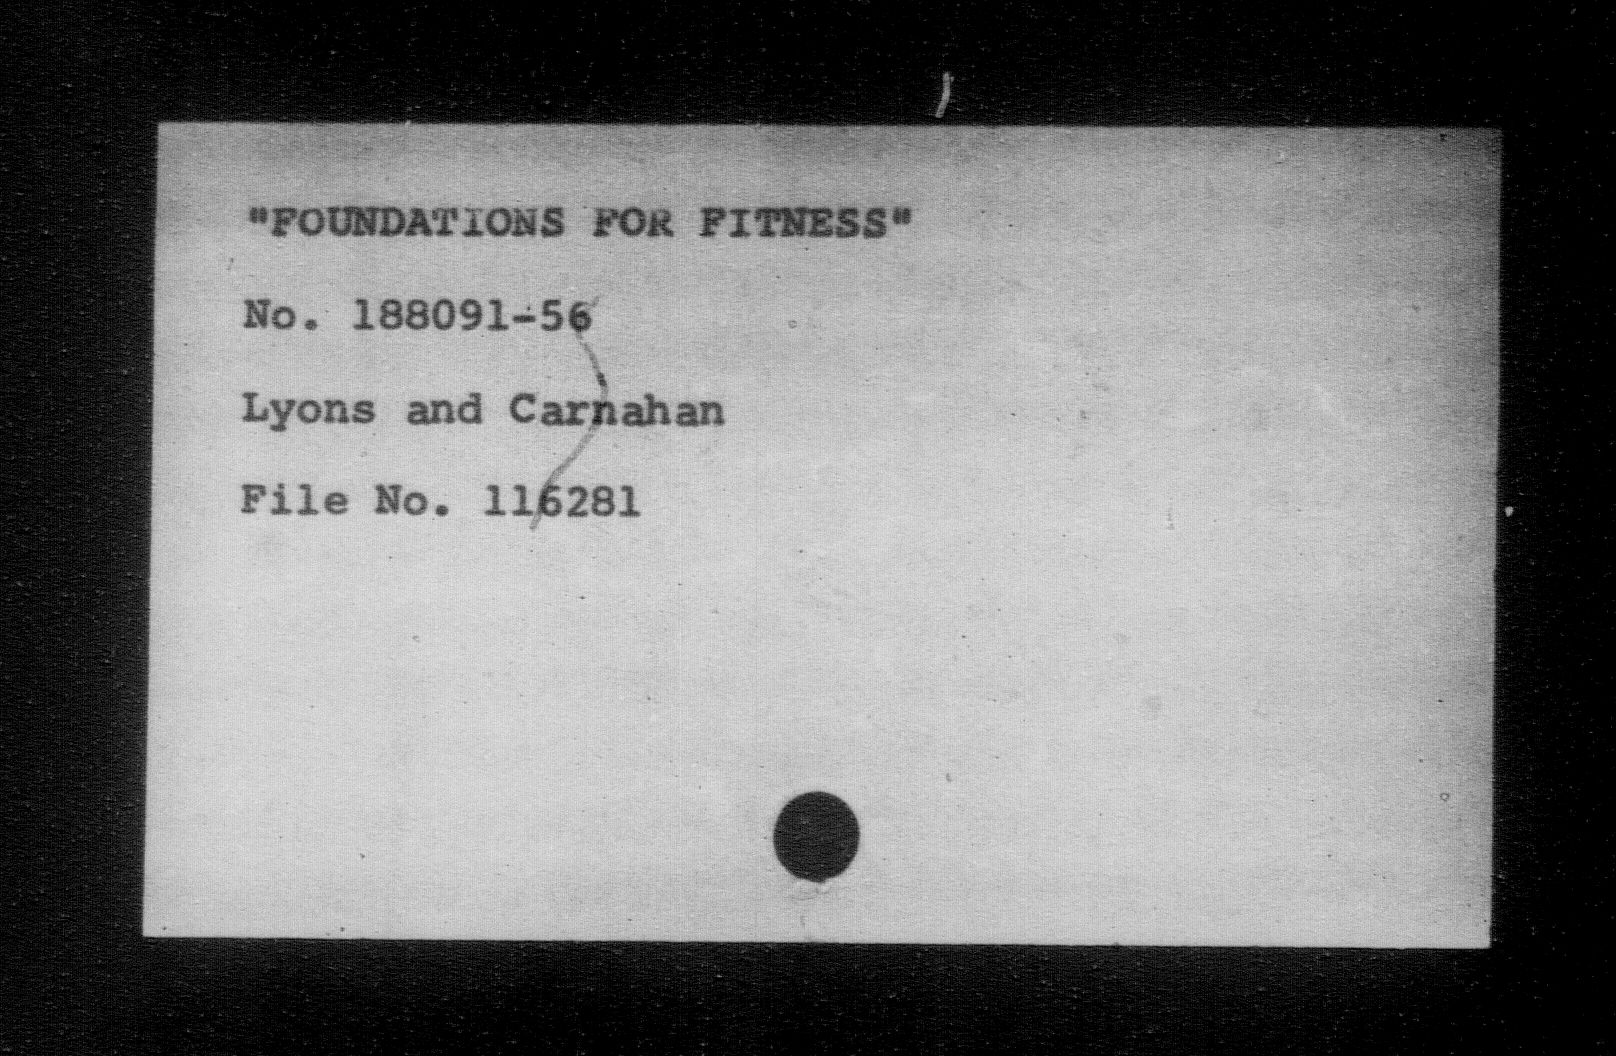 "FOUNDATIONS FOR FITNESS"
No. 188091-56
Lyons and Carnahan
File No. 116281